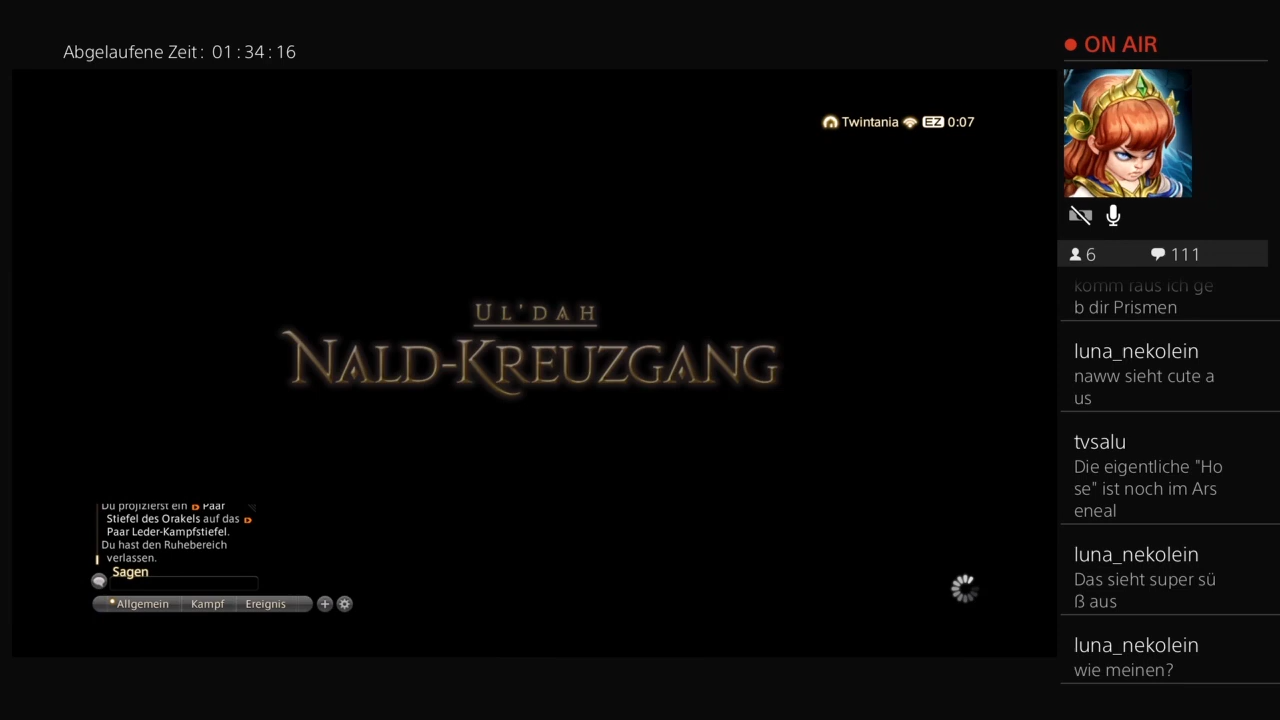 Abgelaufene Zeit: 01:34:16
ON AIR
Twintania EZ 0:07
6 111
komm raus ich ge
b dir Prismen
luna_nekolein
naww sieht cute a
us
tvsalu
Die eigentliche "Ho
se" ist noch im Ars
eneal
luna_nekolein
Das sieht super sü
ß aus
luna_nekolein
wie meinen?
UL'DAH
NALD-KREUZGANG
Du projizierst ein Paar
Stiefel des Orakels auf das
Paar Leder-Kampfstiefel.
Du hast den Ruhebereich
verlassen.
Sagen
Allgemein Kampf Ereignis